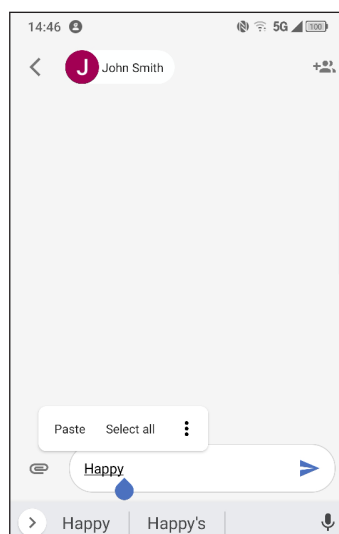 14:46 5G 100
J John Smith
Paste Select all
Happy
Happy Happy's